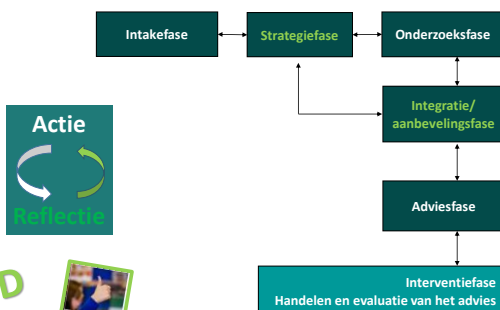 Intakefase
Strategiefase
Onderzoeksfase
Integratie/
aanbevelingsfase
Actie
Reflectie
Adviesfase
D
Interventiefase
Handelen en evaluatie van het advies